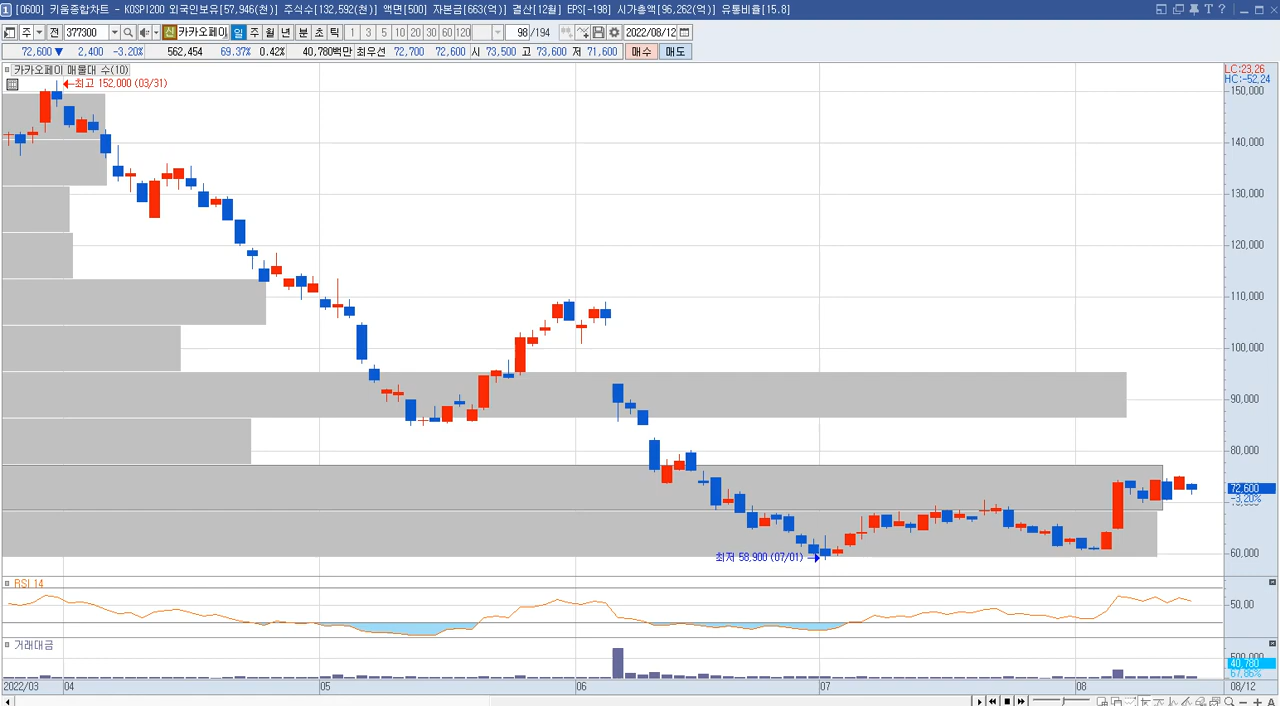 1 [0600] 키움종합차트 - KOSPI200 외국인보유[57,946(천)] 주식수[132,592(천)] 액면[500] 자본금[663(억)] 결산[12월] EPS[-198] 시가총액[96,262(억)] 유통비율[15.8]
주 전 377300 신 카카오페이 일 주 월 년 분 초 틱 1 3 5 10 20 30 60 120 98 /194 2022/08/12
72,600▼ 2,400 -3.20% 562,454 69.37% 0.42% 40,780백만 최우선 72,700 72,600 시 73,500 고 73,600 저 71,600 매수 매도
카카오페이 매물대 수(10)
LC:23.26
HC:-52.24
최고 152,000 (03/31)
150,000
140,000
130,000
120,000
110,000
100,000
90,000
80,000
72,600
-3.20%
60,000
최저 58,900 (07/01)
RSI 14
50,00
거래대금
500,000
40,780
67.86%
2022/03 04 05 06 07 08 08/12